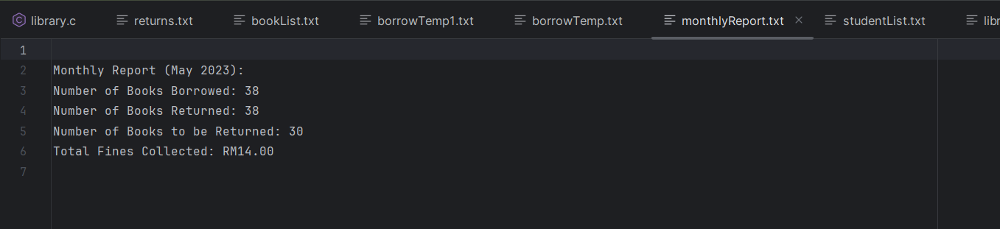 library.c returns.txt bookList.txt borrowTemp1.txt borrowTemp.txt monthlyReport.txt studentList.txt libr
1
2 Monthly Report (May 2023):
3 Number of Books Borrowed: 38
4 Number of Books Returned: 38
5 Number of Books to be Returned: 30
6 Total Fines Collected: RM14.00
7